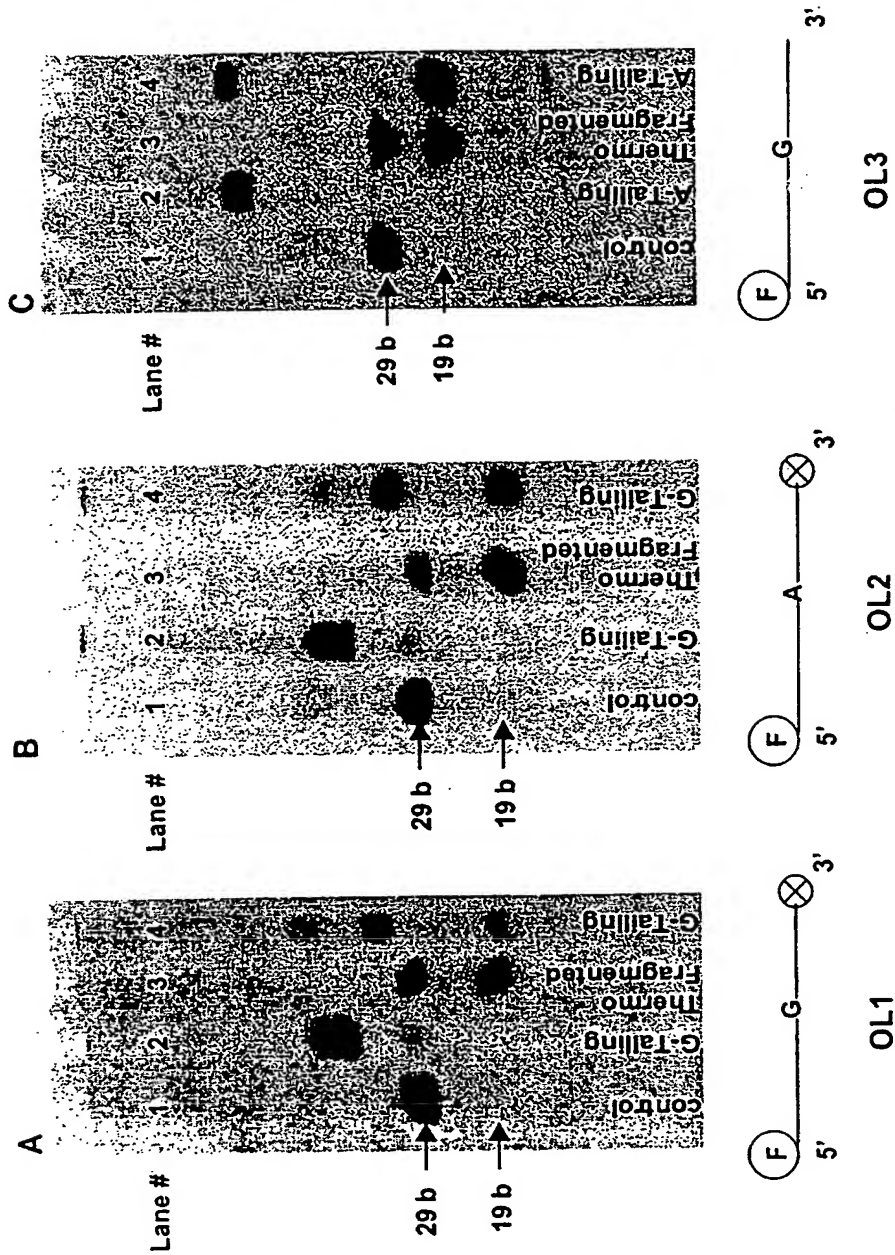 A
Lane #
1 2 3 4
29 b
19 b
control
G-Tailing
Thermo
Fragmented
G-Tailing
F
G
5'
3'
OL1
B
Lane #
1 2 3 4
29 b
19 b
control
G-Tailing
Thermo
Fragmented
G-Tailing
F
A
5'
3'
OL2
C
Lane #
1 2 3 4
29 b
19 b
control
A-Tailing
Thermo
Fragmented
A-Tailing
F
G
5'
3'
OL3